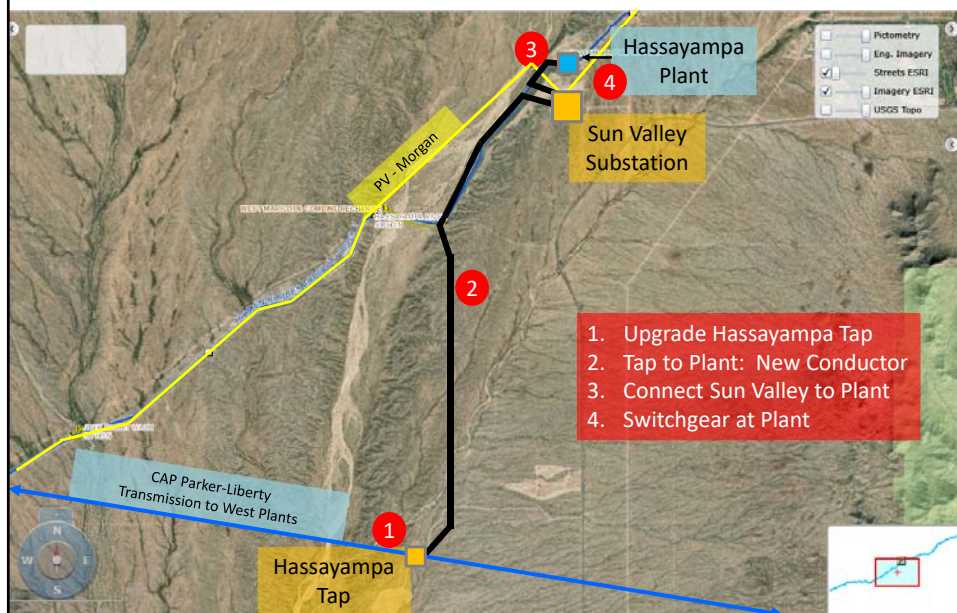 3
Hassayampa
Plant
4
Pictometry
Eng. Imagery
Streets ESRI
Imagery ESRI
USGS Topo
Sun Valley
Substation
PV - Morgan
2
1. Upgrade Hassayampa Tap
2. Tap to Plant: New Conductor
3. Connect Sun Valley to Plant
4. Switchgear at Plant
CAP Parker-Liberty
Transmission to West Plants
1
Hassayampa
Tap
N
W
E
S